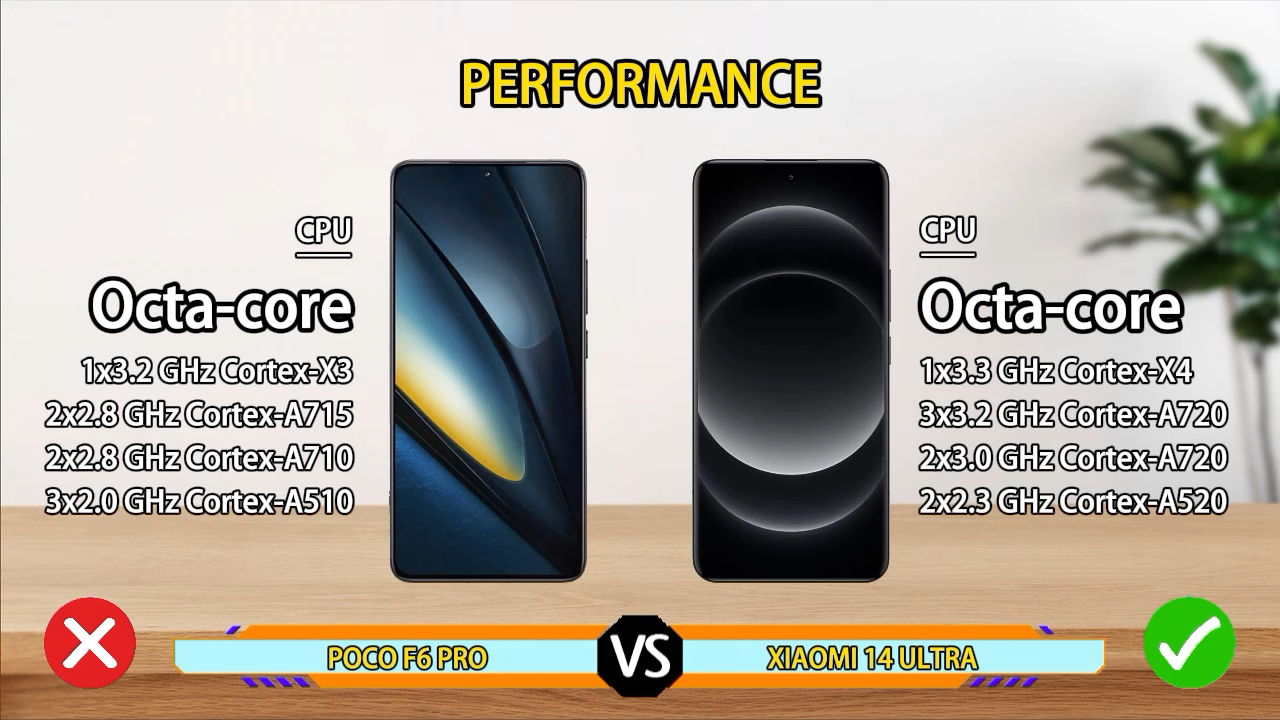 PERFORMANCE
CPU
Octa-core
1x3.2 GHz Cortex-X3
2x2.8 GHz Cortex-A715
2x2.8 GHz Cortex-A710
3x2.0 GHz Cortex-A510
CPU
Octa-core
1x3.3 GHz Cortex-X4
3x3.2 GHz Cortex-A720
2x3.0 GHz Cortex-A720
2x2.3 GHz Cortex-A520
POCO F6 PRO
VS
XIAOMI 14 ULTRA